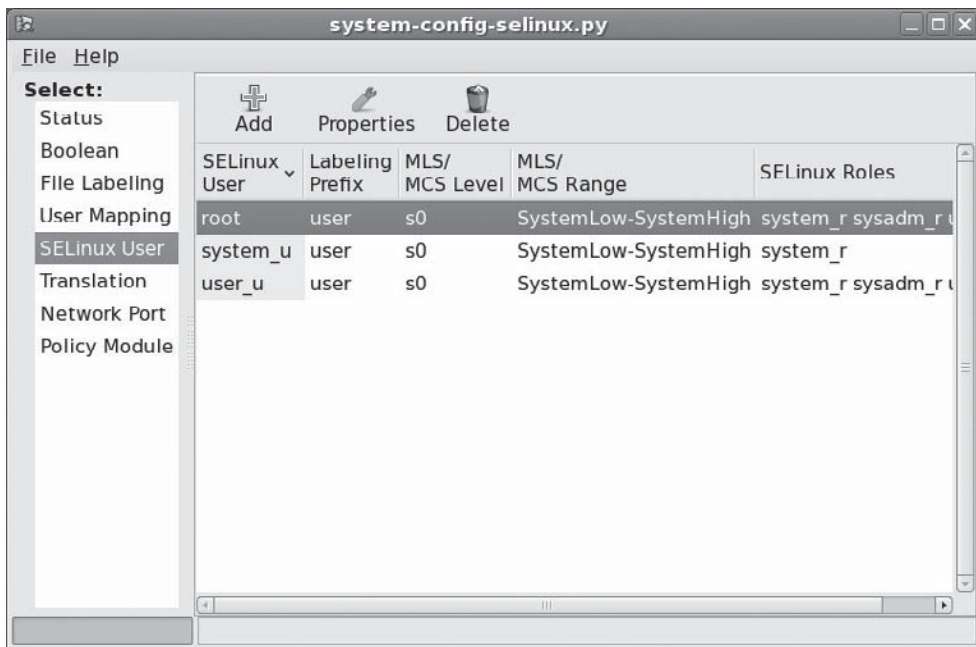 system-config-selinux.py
File Help
Select:
Status
Boolean
File Labeling
User Mapping
SELinux User
Translation
Network Port
Policy Module
Add Properties Delete
SELinux User Labeling Prefix MLS/ MCS Level MLS/ MCS Range SELinux Roles
root user s0 SystemLow-SystemHigh system_r sysadm_r u
system_u user s0 SystemLow-SystemHigh system_r
user_u user s0 SystemLow-SystemHigh system_r sysadm_r u